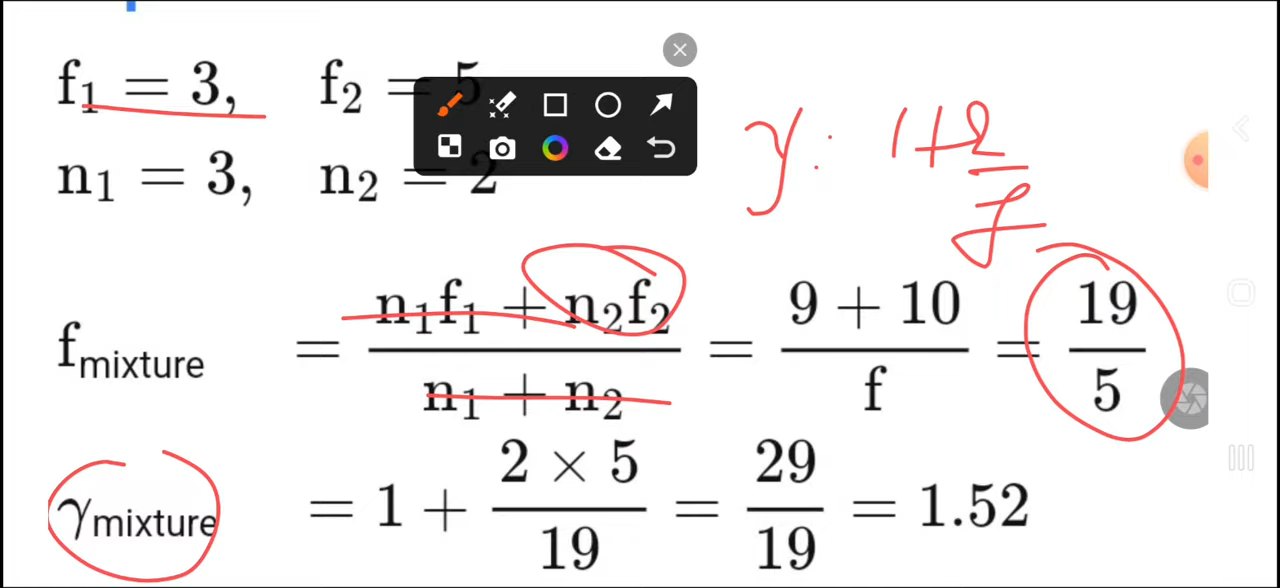 f₁ = 3, f₂ = 5
n₁ = 3, n₂ = 2
γ : 1+2/f
f_mixture = (n₁f₁ + n₂f₂)/(n₁ + n₂) = (9 + 10)/f = 19/5
γ_mixture = 1 + (2 × 5)/19 = 29/19 = 1.52